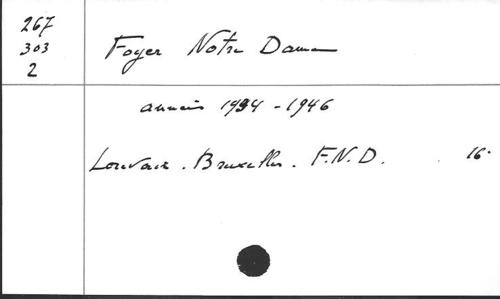 267
303
2
Foyer Notre Dame
années 1934 - 1946
Louvain. Bruxelles. F.N.D. 16°